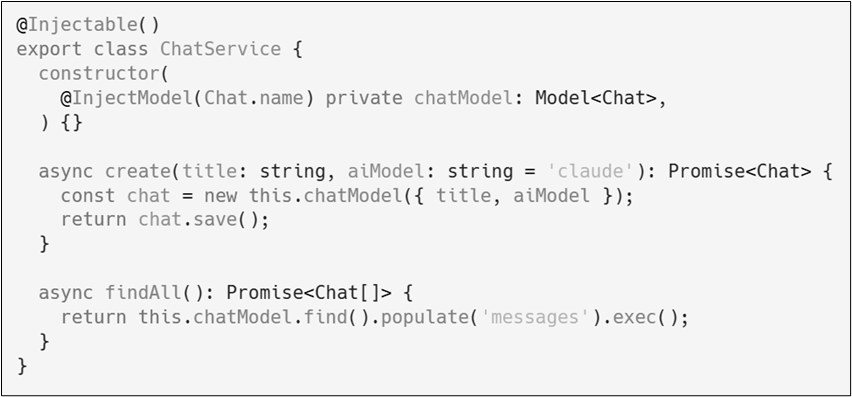 @Injectable()
export class ChatService {
  constructor(
    @InjectModel(Chat.name) private chatModel: Model<Chat>,
  ) {}

  async create(title: string, aiModel: string = 'claude'): Promise<Chat> {
    const chat = new this.chatModel({ title, aiModel });
    return chat.save();
  }

  async findAll(): Promise<Chat[]> {
    return this.chatModel.find().populate('messages').exec();
  }
}